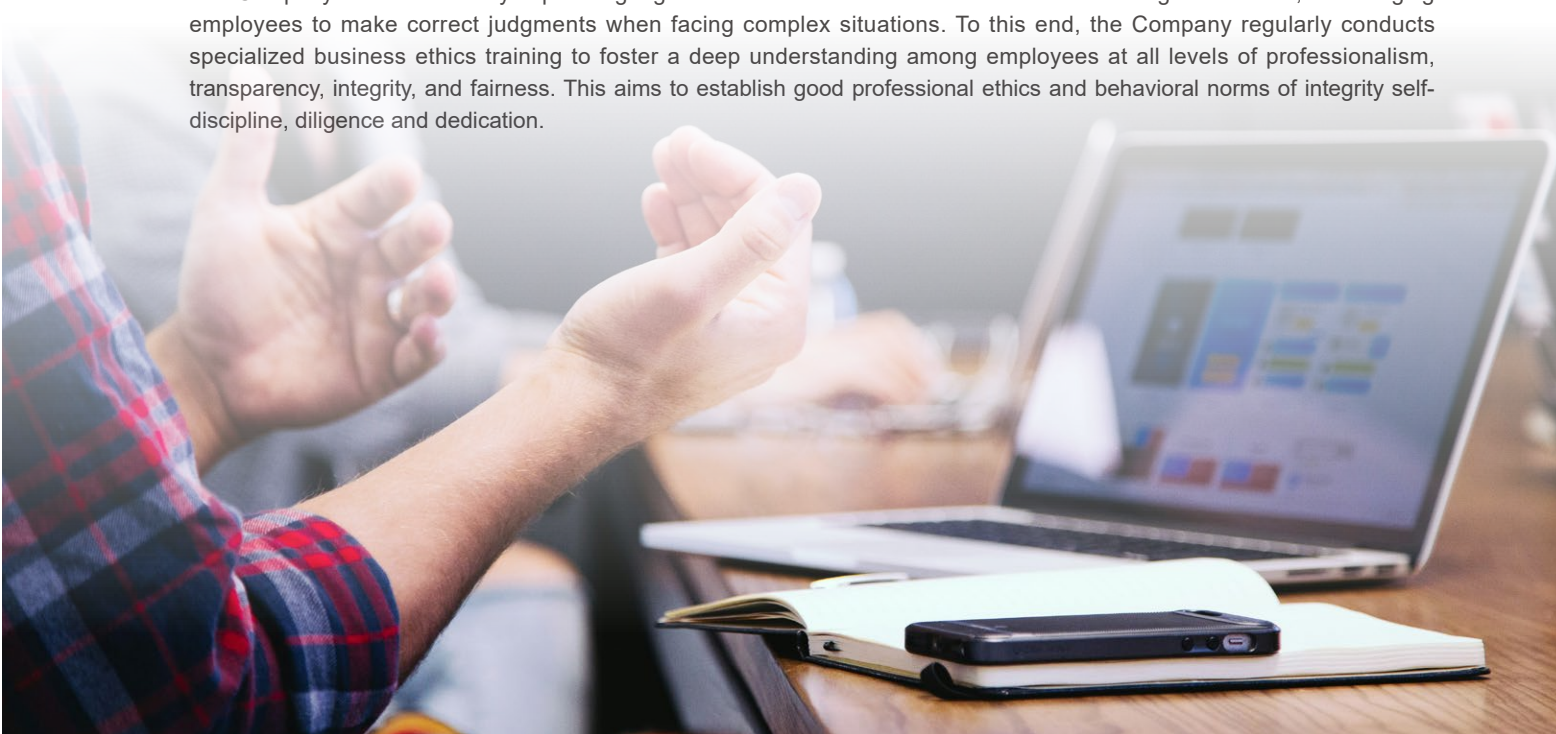 employees to make correct judgments when facing complex situations. To this end, the Company regularly conducts
specialized business ethics training to foster a deep understanding among employees at all levels of professionalism,
transparency, integrity, and fairness. This aims to establish good professional ethics and behavioral norms of integrity self-
discipline, diligence and dedication.